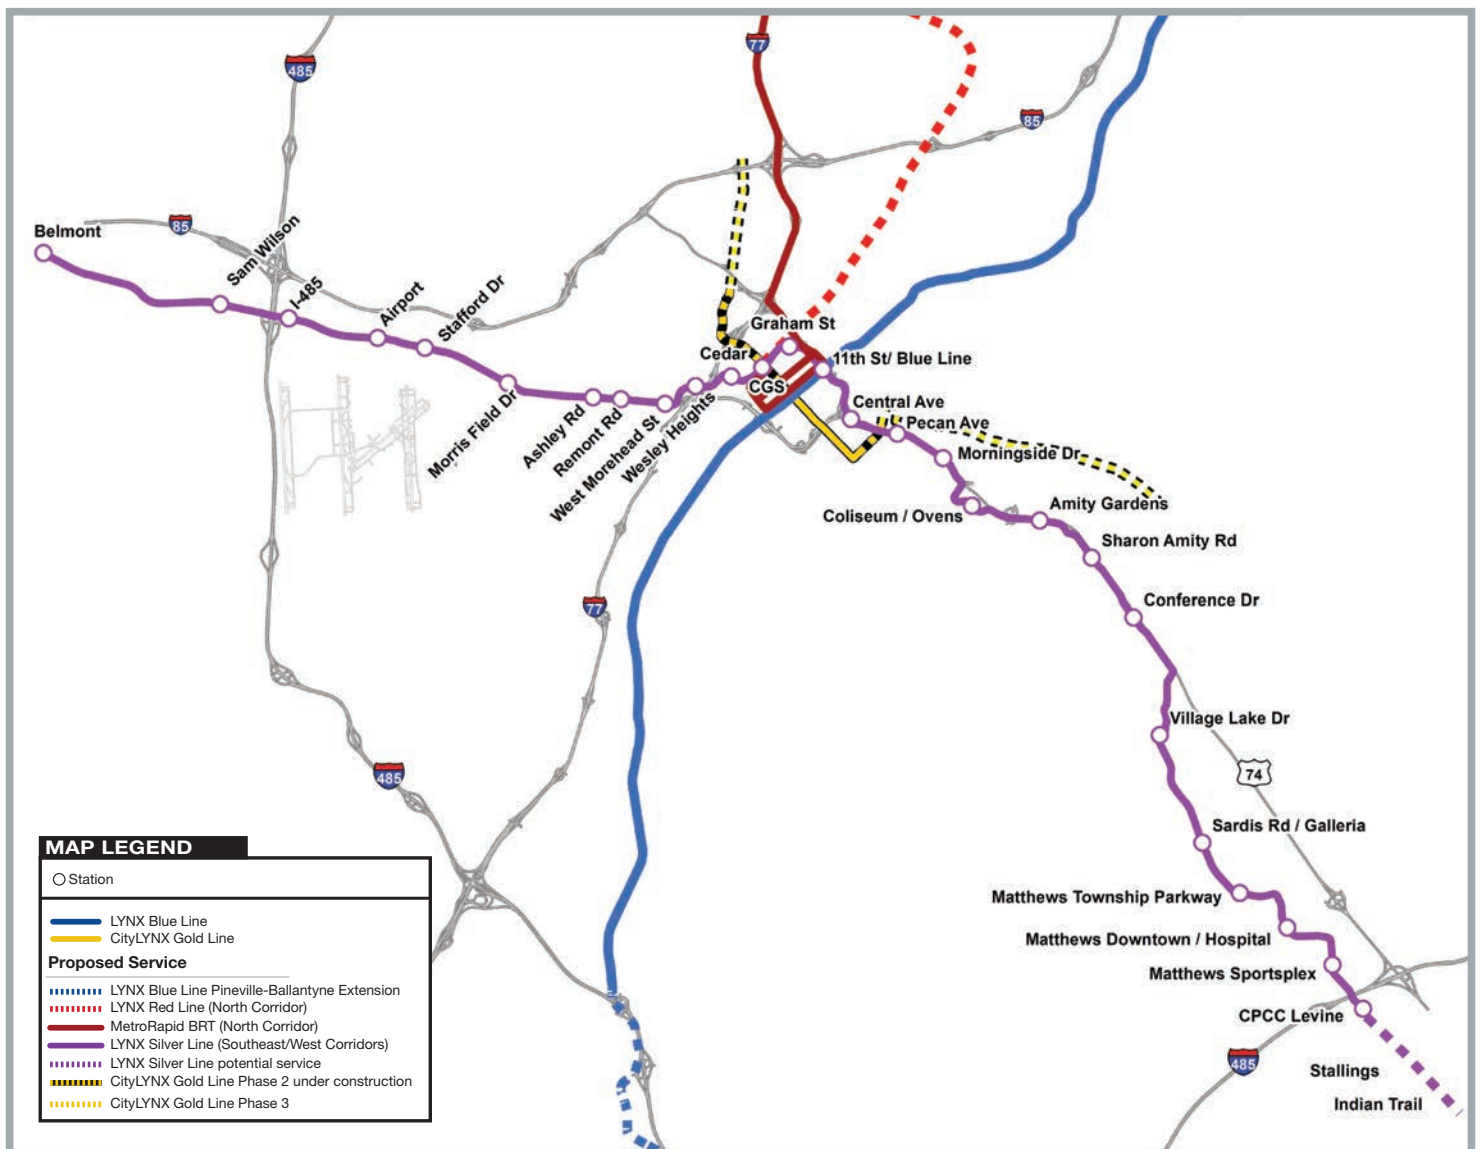 485
77
85
85
Belmont
Sam Wilson
I-485
Airport
Stafford Dr
Graham St
Cedar
11th St/ Blue Line
CGS
Morris Field Dr
Ashley Rd
Remont Rd
West Morehead St
Wesley Heights
Central Ave
Pecan Ave
Morningside Dr
Coliseum / Ovens
Amity Gardens
Sharon Amity Rd
Conference Dr
77
Village Lake Dr
74
485
Sardis Rd / Galleria
Matthews Township Parkway
Matthews Downtown / Hospital
Matthews Sportsplex
CPCC Levine
485
Stallings
Indian Trail
MAP LEGEND
Station
LYNX Blue Line
CityLYNX Gold Line
Proposed Service
LYNX Blue Line Pineville-Ballantyne Extension
LYNX Red Line (North Corridor)
MetroRapid BRT (North Corridor)
LYNX Silver Line (Southeast/West Corridors)
LYNX Silver Line potential service
CityLYNX Gold Line Phase 2 under construction
CityLYNX Gold Line Phase 3